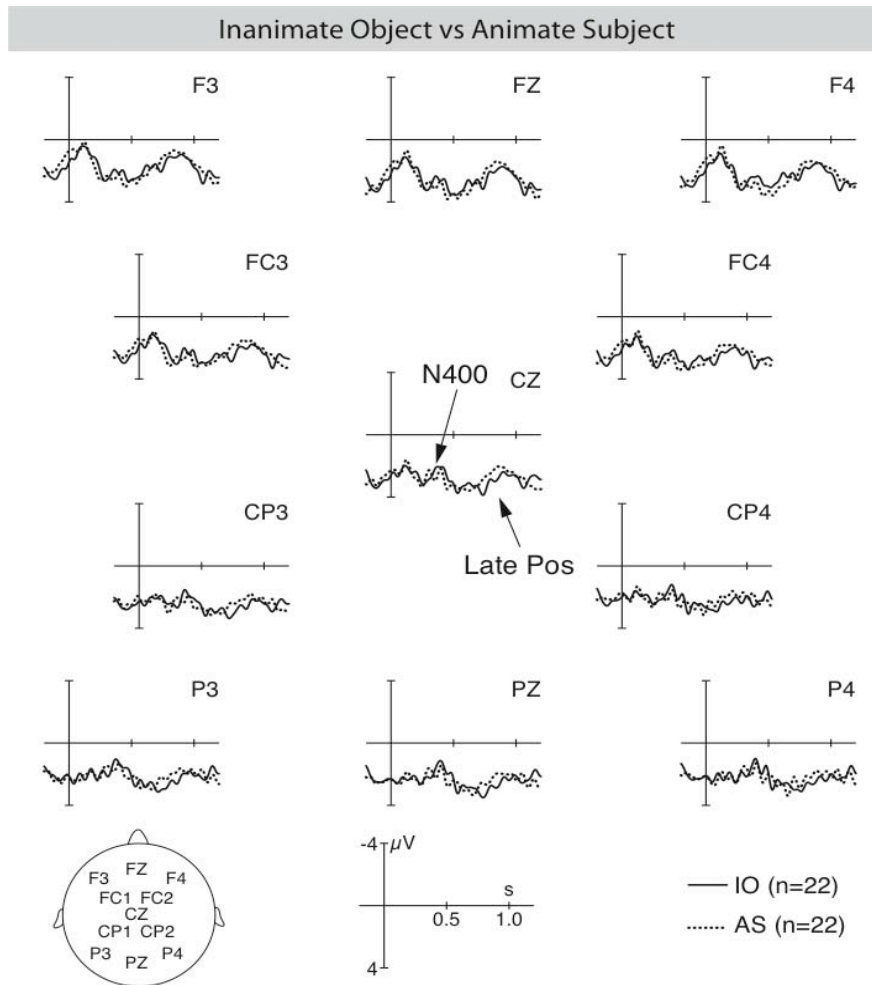 Inanimate Object vs Animate Subject
F3
FZ
F4
FC3
FC4
N400
CZ
CP3
Late Pos
CP4
P3
PZ
P4
FZ
F3 F4
FC1 FC2
CZ
CP1 CP2
P3 P4
PZ
-4 µV
s
0.5 1.0
4
IO (n=22)
AS (n=22)